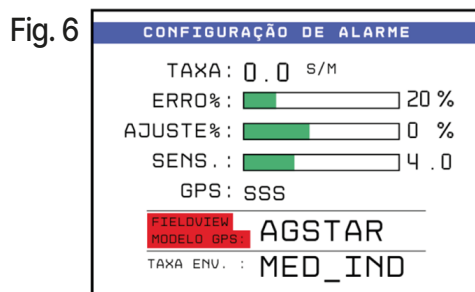 Fig. 6
CONFIGURAÇÃO DE ALARME
TAXA: 0.0 S/M
ERRO%: 20 %
AJUSTE%: 0 %
SENS.: 4.0
GPS: SSS
FIELDVIEW
MODELO GPS: AGSTAR
TAXA ENV. : MED_IND